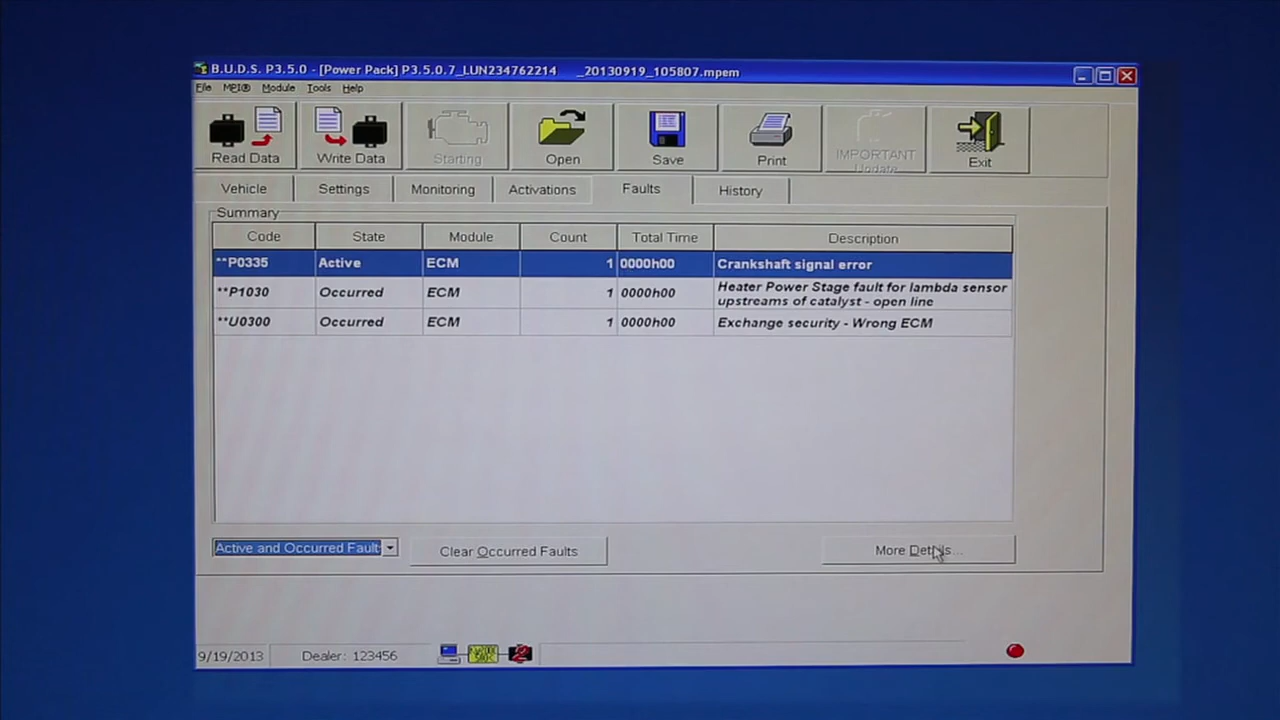 B.U.D.S. P3.5.0 - [Power Pack] P3.5.0.7_LUN234762214 _20130919_105807.mpem
File MPI® Module Tools Help
Read Data Write Data Starting Open Save Print IMPORTANT Update Exit
Vehicle Settings Monitoring Activations Faults History
Summary
Code State Module Count Total Time Description
**P0335 Active ECM 1 0000h00 Crankshaft signal error
**P1030 Occurred ECM 1 0000h00 Heater Power Stage fault for lambda sensor
upstreams of catalyst - open line
**U0300 Occurred ECM 1 0000h00 Exchange security - Wrong ECM
Active and Occurred Fault Clear Occurred Faults More Details...
9/19/2013 Dealer: 123456